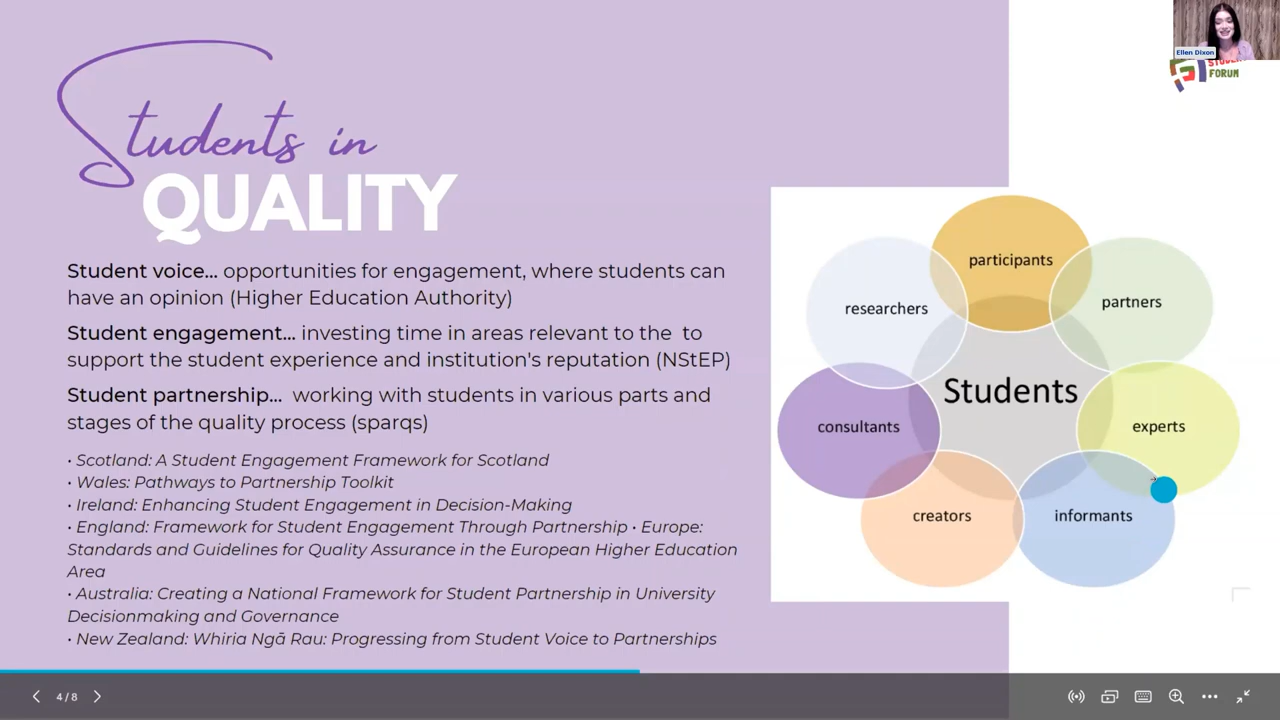 Students in
QUALITY
Student voice... opportunities for engagement, where students can
have an opinion (Higher Education Authority)
Student engagement... investing time in areas relevant to the to
support the student experience and institution's reputation (NStEP)
Student partnership... working with students in various parts and
stages of the quality process (sparqs)
• Scotland: A Student Engagement Framework for Scotland
• Wales: Pathways to Partnership Toolkit
• Ireland: Enhancing Student Engagement in Decision-Making
• England: Framework for Student Engagement Through Partnership • Europe:
Standards and Guidelines for Quality Assurance in the European Higher Education
Area
• Australia: Creating a National Framework for Student Partnership in University
Decisionmaking and Governance
• New Zealand: Whiria Ngā Rau: Progressing from Student Voice to Partnerships
participants
partners
researchers
Students
experts
consultants
creators
informants
Ellen Dixon
FORUM
4 / 8